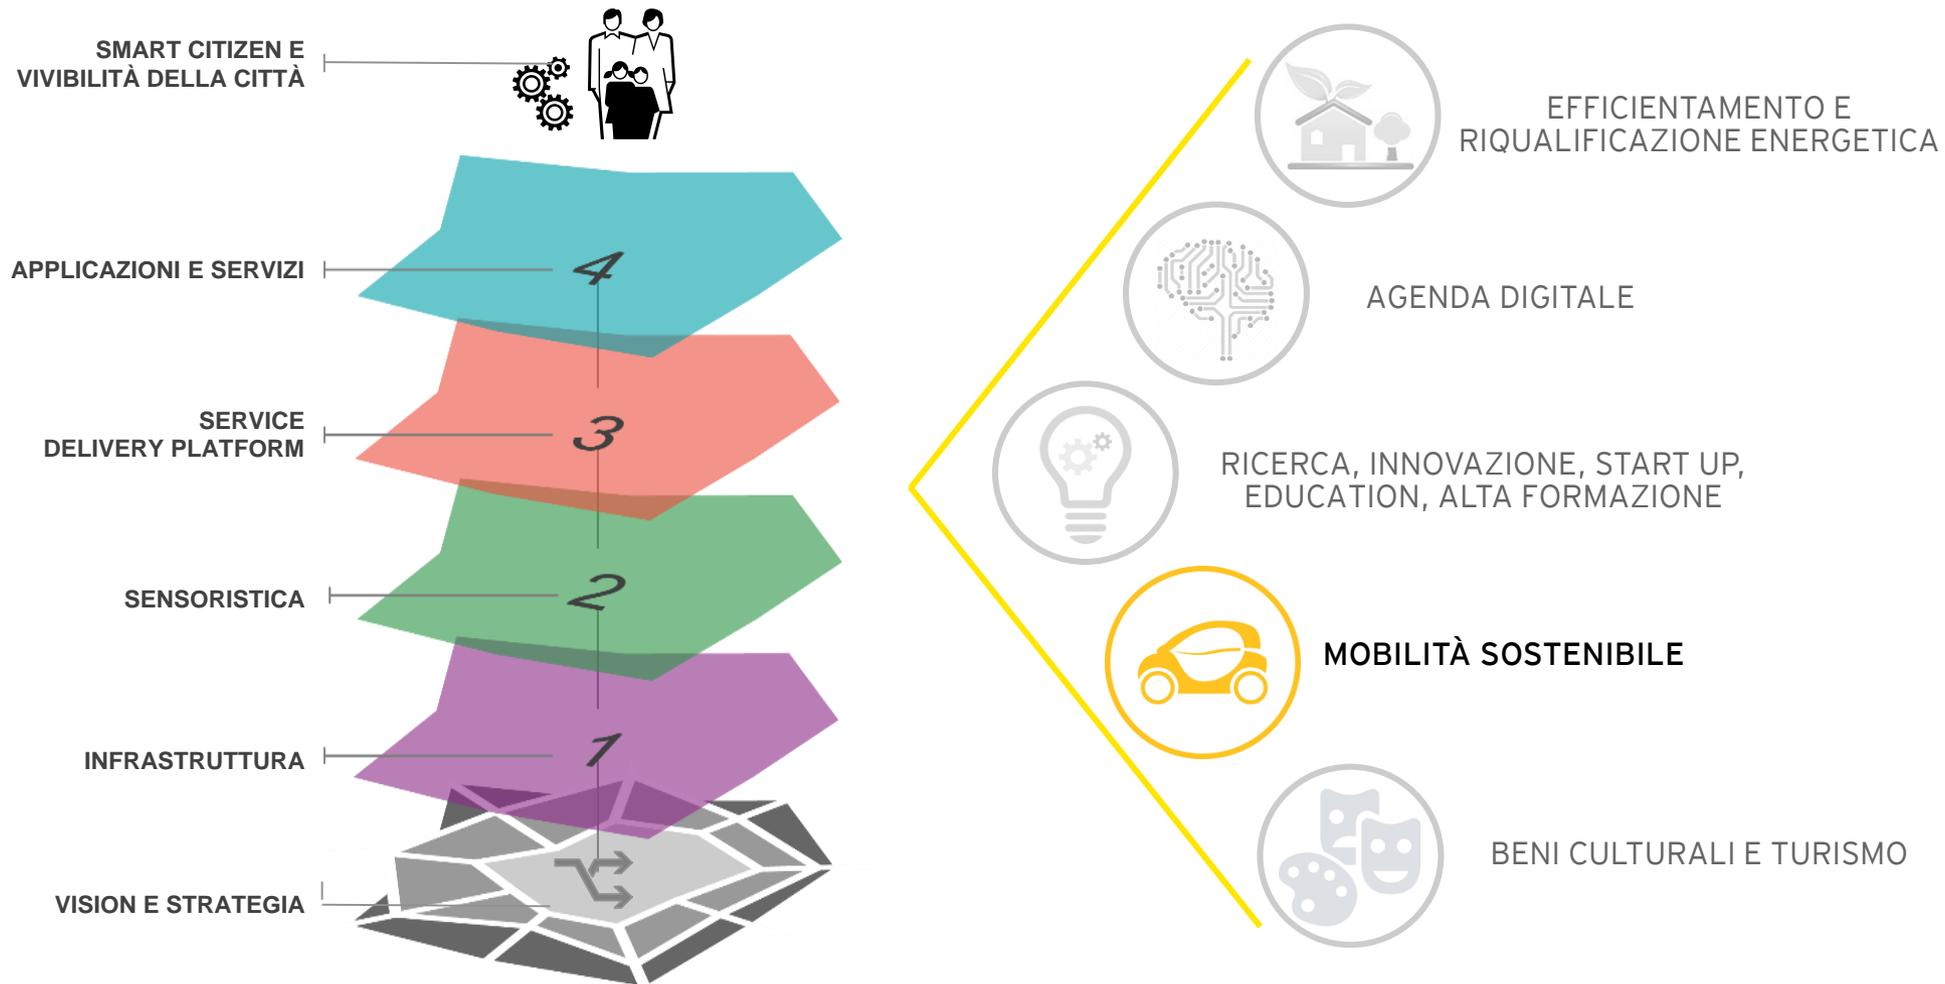 SMART CITIZEN E
VIVIBILITÀ DELLA CITTÀ
APPLICAZIONI E SERVIZI
4
SERVICE
DELIVERY PLATFORM
3
SENSORISTICA
2
INFRASTRUTTURA
1
VISION E STRATEGIA
EFFICIENTAMENTO E
RIQUALIFICAZIONE ENERGETICA
AGENDA DIGITALE
RICERCA, INNOVAZIONE, START UP,
EDUCATION, ALTA FORMAZIONE
MOBILITÀ SOSTENIBILE
BENI CULTURALI E TURISMO